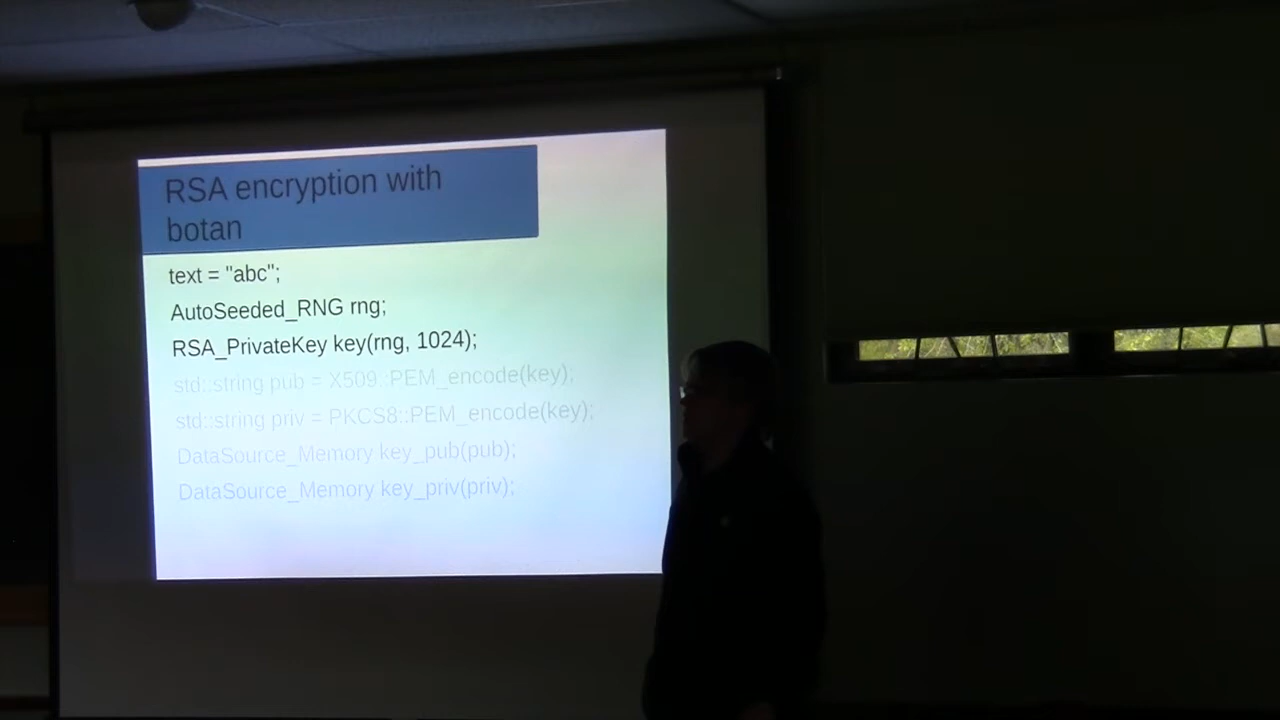 RSA encryption with
botan
text = "abc";
AutoSeeded_RNG rng;
RSA_PrivateKey key(rng, 1024);
std::string pub = X509::PEM_encode(key);
std::string priv = PKCS8::PEM_encode(key);
DataSource_Memory key_pub(pub);
DataSource_Memory key_priv(priv);